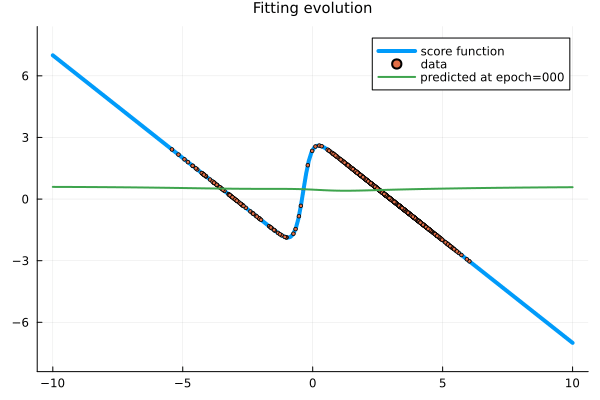 Fitting evolution
score function
data
predicted at epoch=000
6
3
0
−3
−6
−10 −5 0 5 10